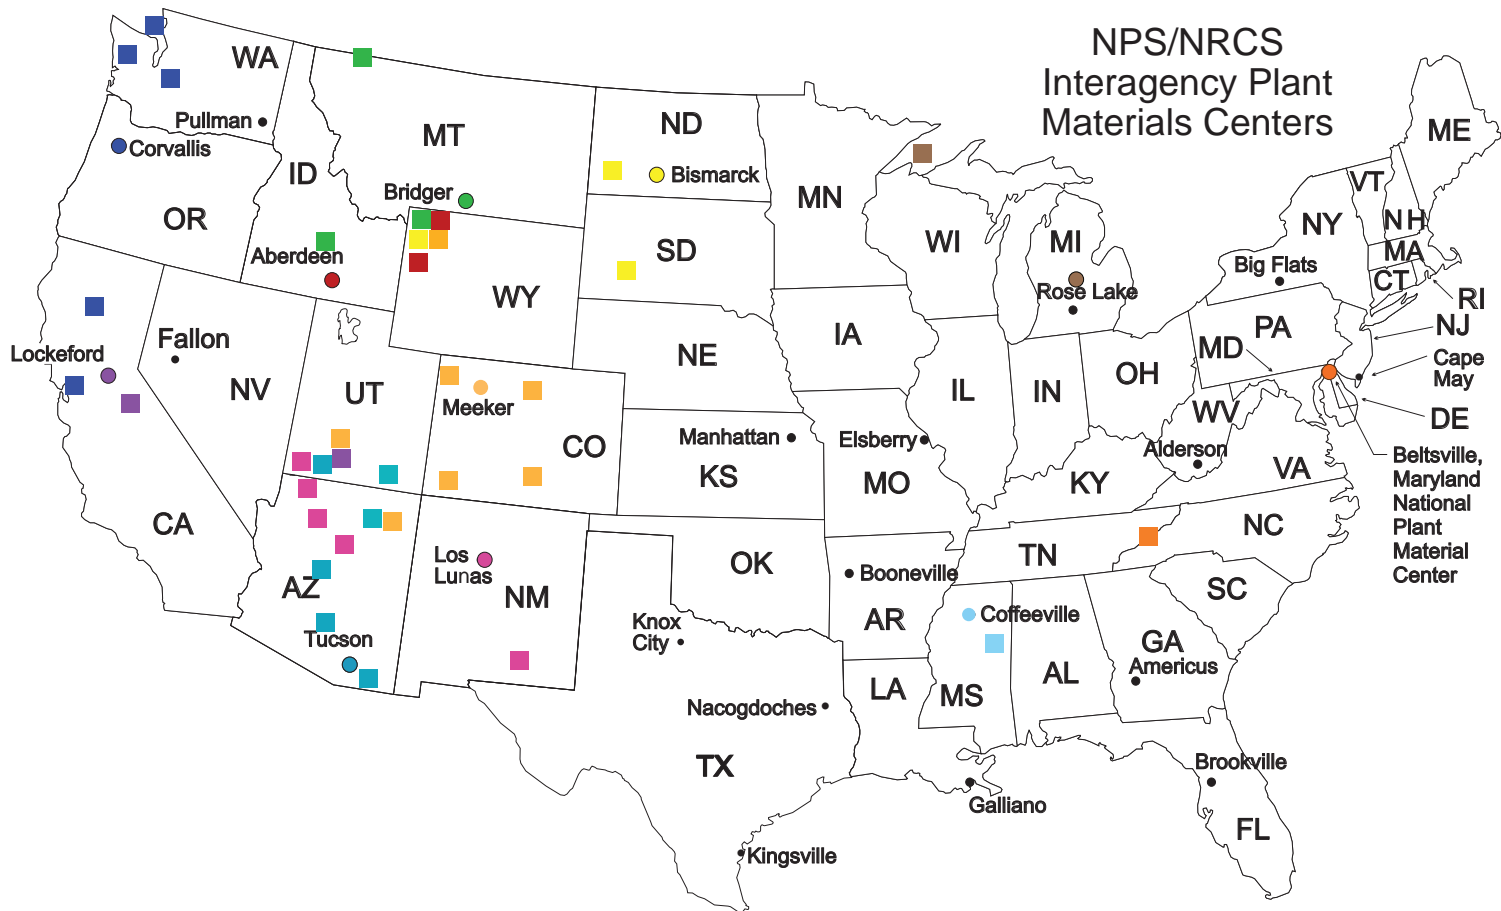 NPS/NRCS
Interagency Plant
Materials Centers
WA
Pullman
Corvallis
OR
ID
Aberdeen
MT
Bridger
ND
Bismarck
SD
MN
WI
MI
Rose Lake
NY
Big Flats
VT
NH
ME
MA
CT
RI
NJ
PA
MD
Cape
May
DE
Beltsville,
Maryland
National
Plant
Material
Center
WY
NE
IA
IL
IN
OH
WV
Alderson
VA
KY
Lockeford
Fallon
NV
UT
CA
Meeker
CO
Manhattan
KS
Elsberry
MO
TN
NC
SC
AZ
Tucson
Los
Lunas
NM
OK
Booneville
AR
Knox
City
Coffeeville
MS
AL
GA
Americus
LA
Nacogdoches
TX
Galliano
Brookville
FL
Kingsville